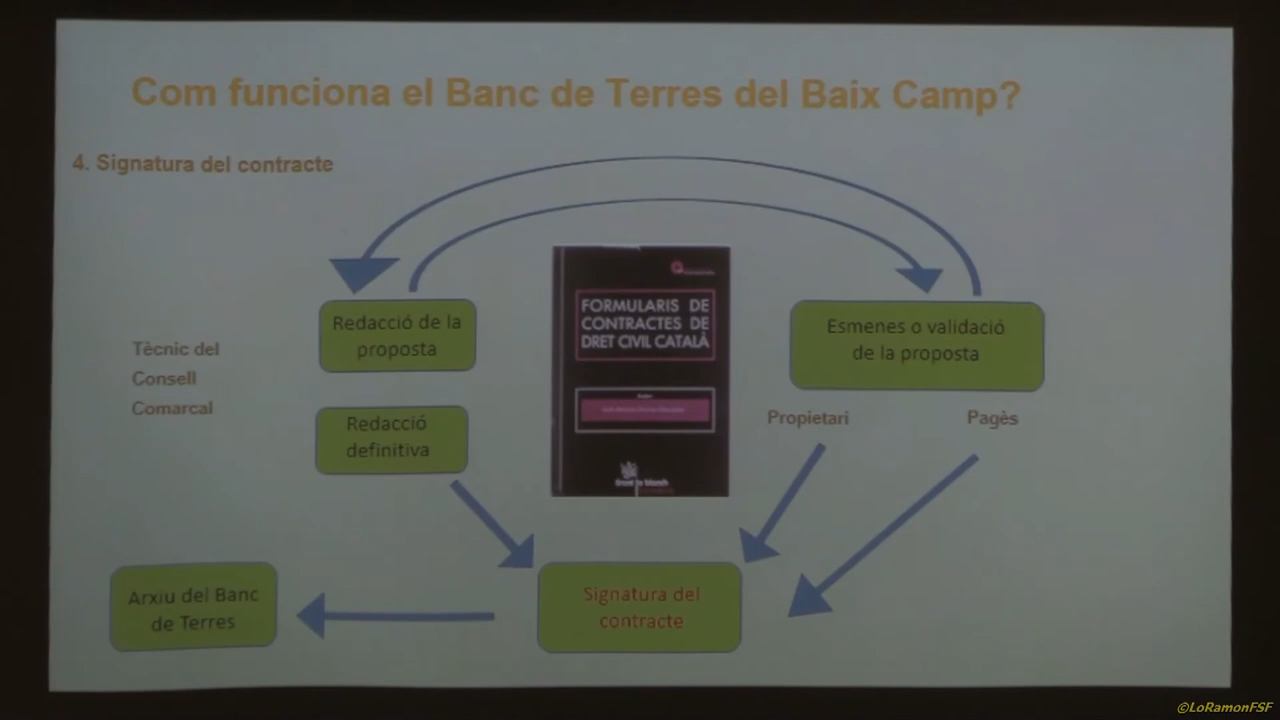 Com funciona el Banc de Terres del Baix Camp?
4. Signatura del contracte
Redacció de la
proposta
FORMULARIS DE
CONTRACTES DE
DRET CIVIL CATALÀ
Esmenes o validació
de la proposta
Tècnic del
Consell
Comarcal
Redacció
definitiva
Propietari
Pagès
Signatura del
contracte
Arxiu del Banc
de Terres
©LoRamonFSF